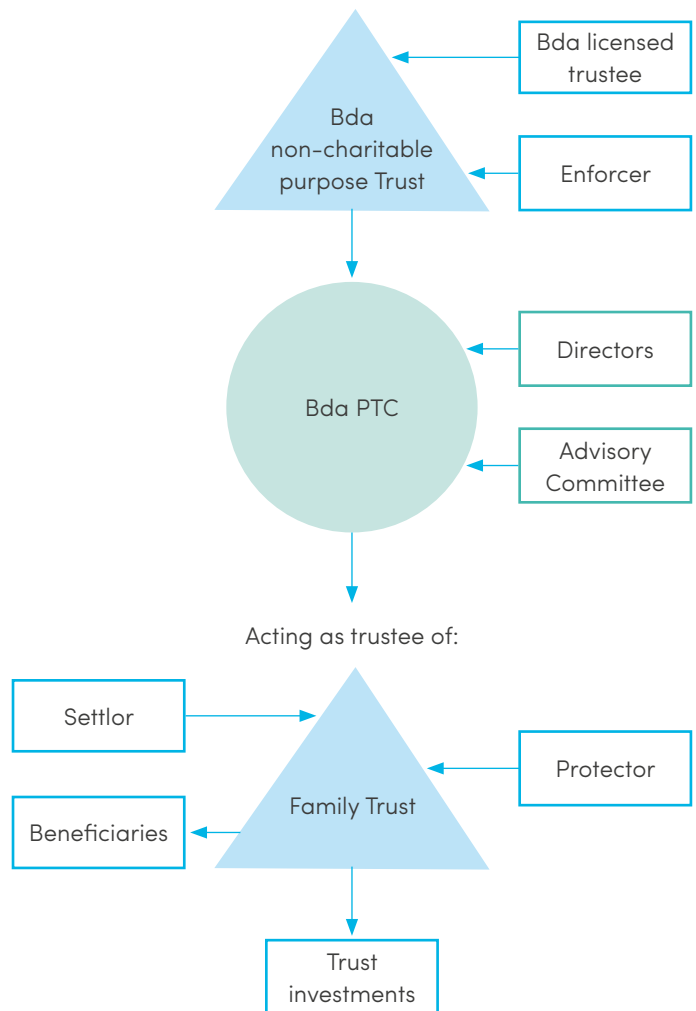 Bda licensed
trustee
Bda
non-charitable
purpose Trust
Enforcer
Directors
Bda PTC
Advisory
Committee
Acting as trustee of:
Settlor
Protector
Family Trust
Beneficiaries
Trust
investments